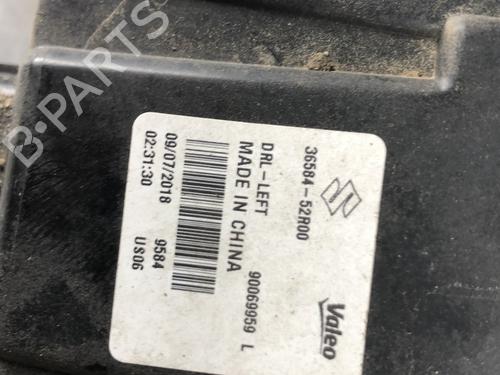 B-PARTS
36584-52R00
Valeo
DRL-LEFT
90069959 L
MADE IN CHINA
09/07/2018
9584
02:31:30
US06